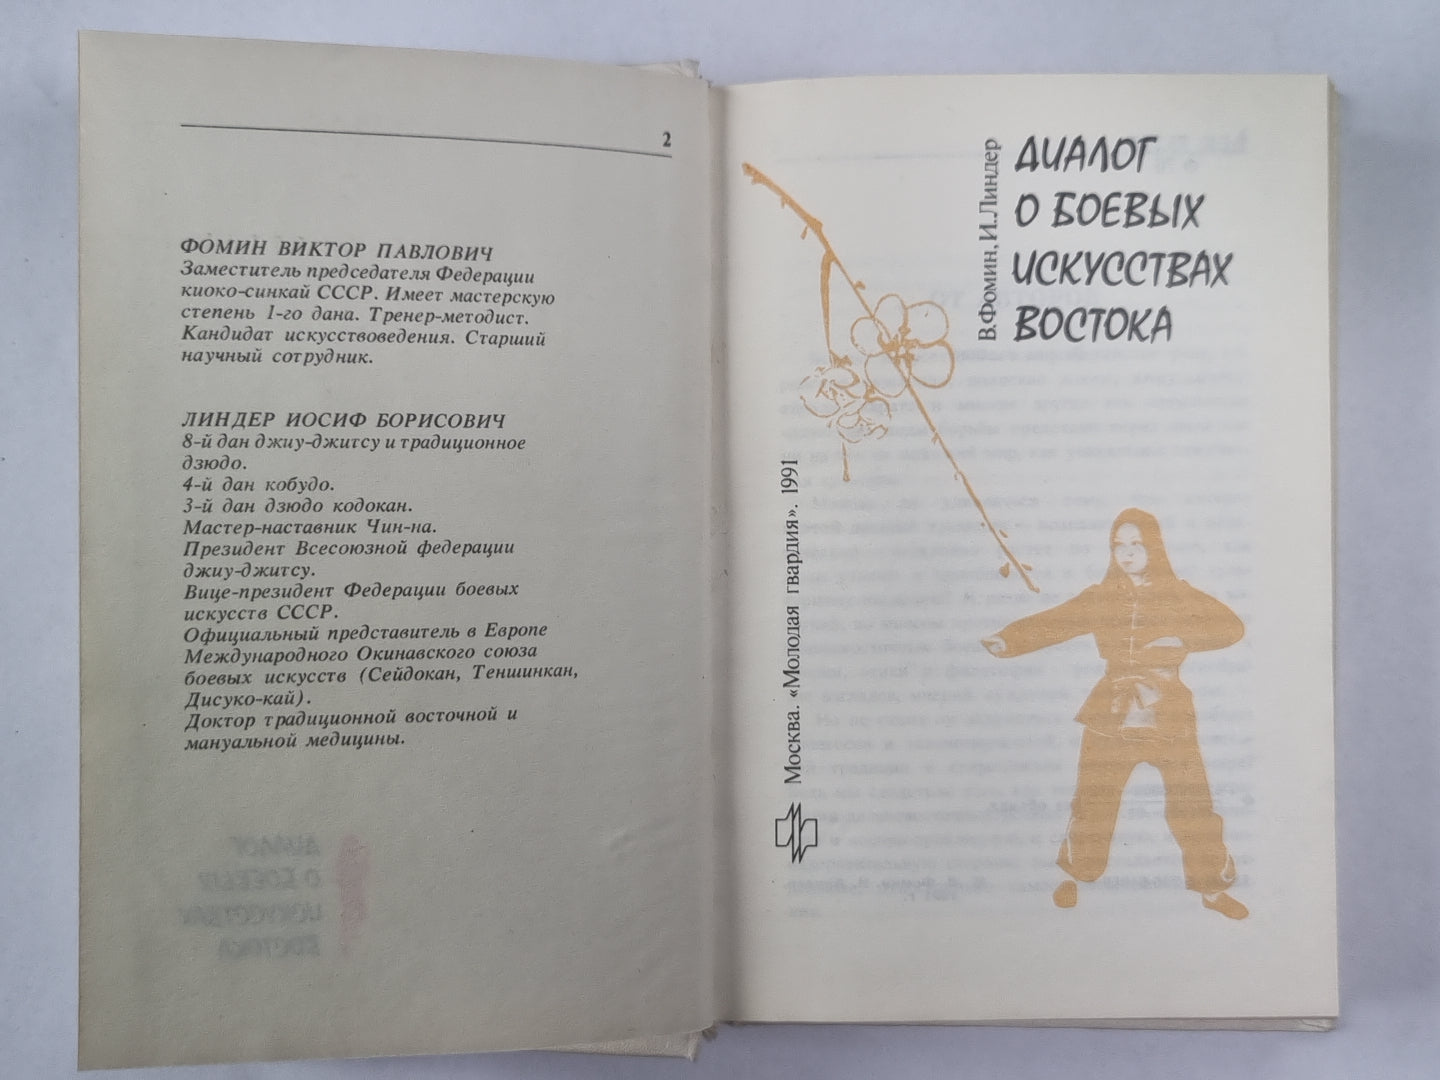 2
ФОМИН ВИКТОР ПАВЛОВИЧ
Заместитель председателя Федерации
киоко-синкай СССР. Имеет мастерскую
степень 1-го дана. Тренер-методист.
Кандидат искусствоведения. Старший
научный сотрудник.
ЛИНДЕР ИОСИФ БОРИСОВИЧ
8-й дан джиу-джитсу и традиционное
дзюдо.
4-й дан кобудо.
3-й дан дзюдо кодокан.
Мастер-наставник Чин-на.
Президент Всесоюзной федерации
джиу-джитсу.
Вице-президент Федерации боевых
искусств СССР.
Официальный представитель в Европе
Международного Окинавского союза
боевых искусств (Сейдокан, Теншинкан,
Дисуко-кай).
Доктор традиционной восточной и
мануальной медицины.
В.Фомин, И.Линдер
ДИАЛОГ
О БОЕВЫХ
ИСКУССТВАХ
ВОСТОКА
Москва. «Молодая гвардия». 1991